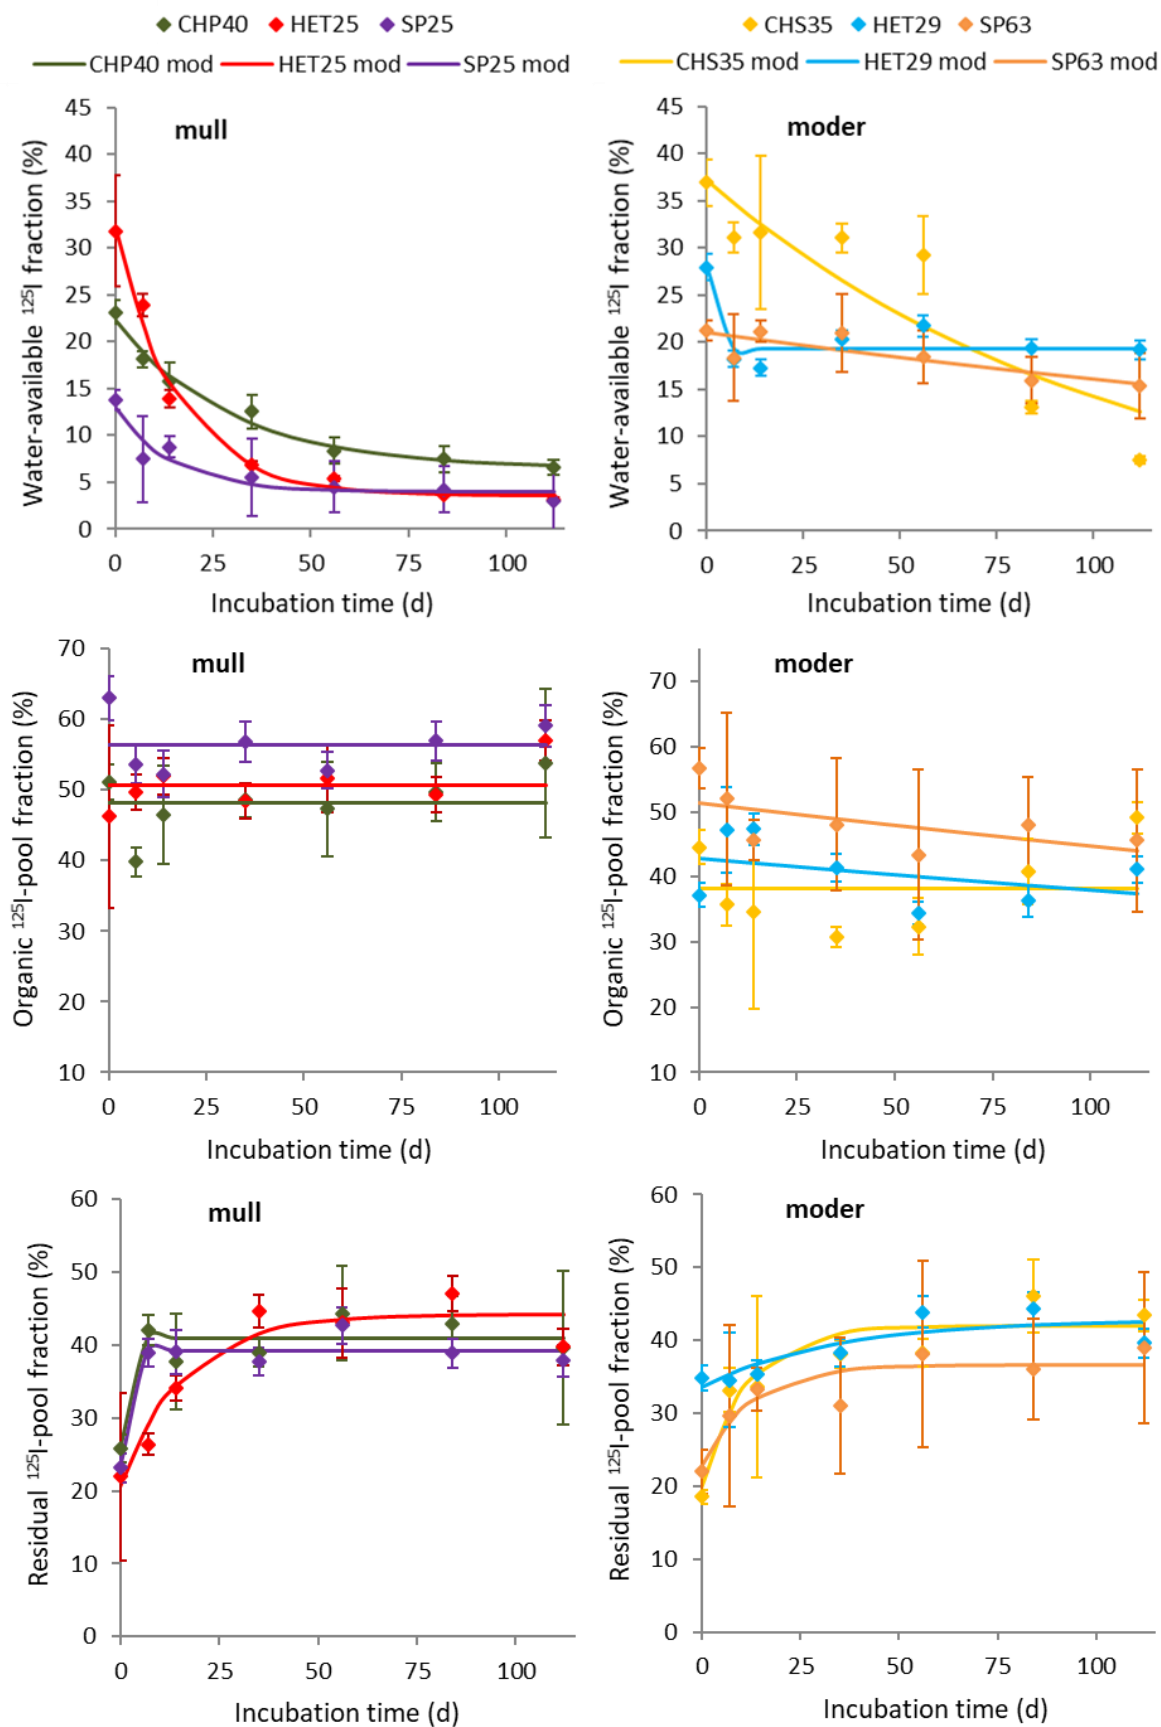 CHP40 HET25 SP25
CHP40 mod HET25 mod SP25 mod
CHS35 HET29 SP63
CHS35 mod HET29 mod SP63 mod
mull
Water-available ¹²⁵I fraction (%)
45
40
35
30
25
20
15
10
5
0
0 25 50 75 100
Incubation time (d)
moder
Water-available ¹²⁵I fraction (%)
45
40
35
30
25
20
15
10
5
0
0 25 50 75 100
Incubation time (d)
mull
Organic ¹²⁵I-pool fraction (%)
70
60
50
40
30
20
10
0 25 50 75 100
Incubation time (d)
moder
Organic ¹²⁵I-pool fraction (%)
70
60
50
40
30
20
10
0 25 50 75 100
Incubation time (d)
mull
Residual ¹²⁵I-pool fraction (%)
60
50
40
30
20
10
0
0 25 50 75 100
Incubation time (d)
moder
Residual ¹²⁵I-pool fraction (%)
60
50
40
30
20
10
0
0 25 50 75 100
Incubation time (d)